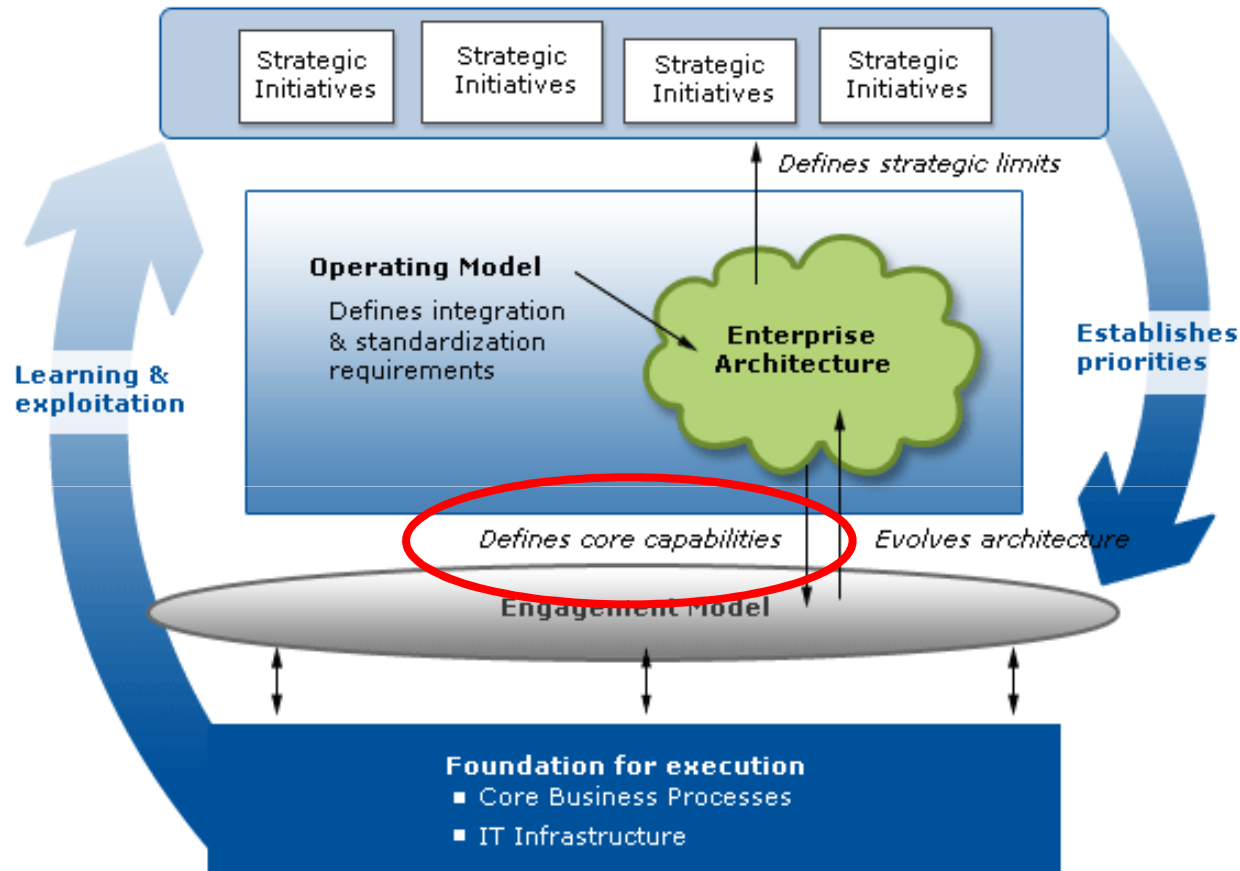 Strategic
Initiatives
Strategic
Initiatives
Strategic
Initiatives
Strategic
Initiatives
Defines strategic limits
Operating Model
Defines integration
& standardization
requirements
Enterprise
Architecture
Establishes
priorities
Learning &
exploitation
Defines core capabilities
Evolves architecture
Engagement Model
Foundation for execution
▪ Core Business Processes
▪ IT Infrastructure